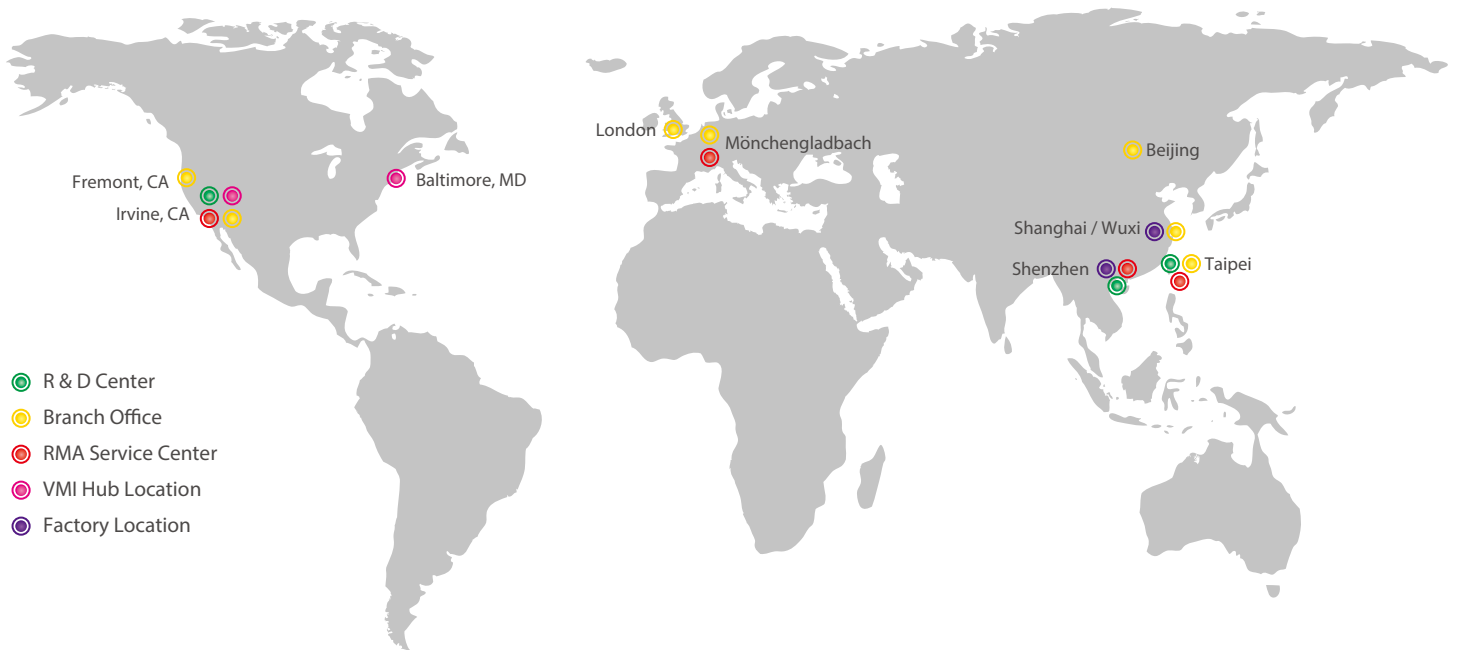 London
Mönchengladbach
Beijing
Fremont, CA
Baltimore, MD
Irvine, CA
Shanghai / Wuxi
Shenzhen
Taipei
R & D Center
Branch Office
RMA Service Center
VMI Hub Location
Factory Location